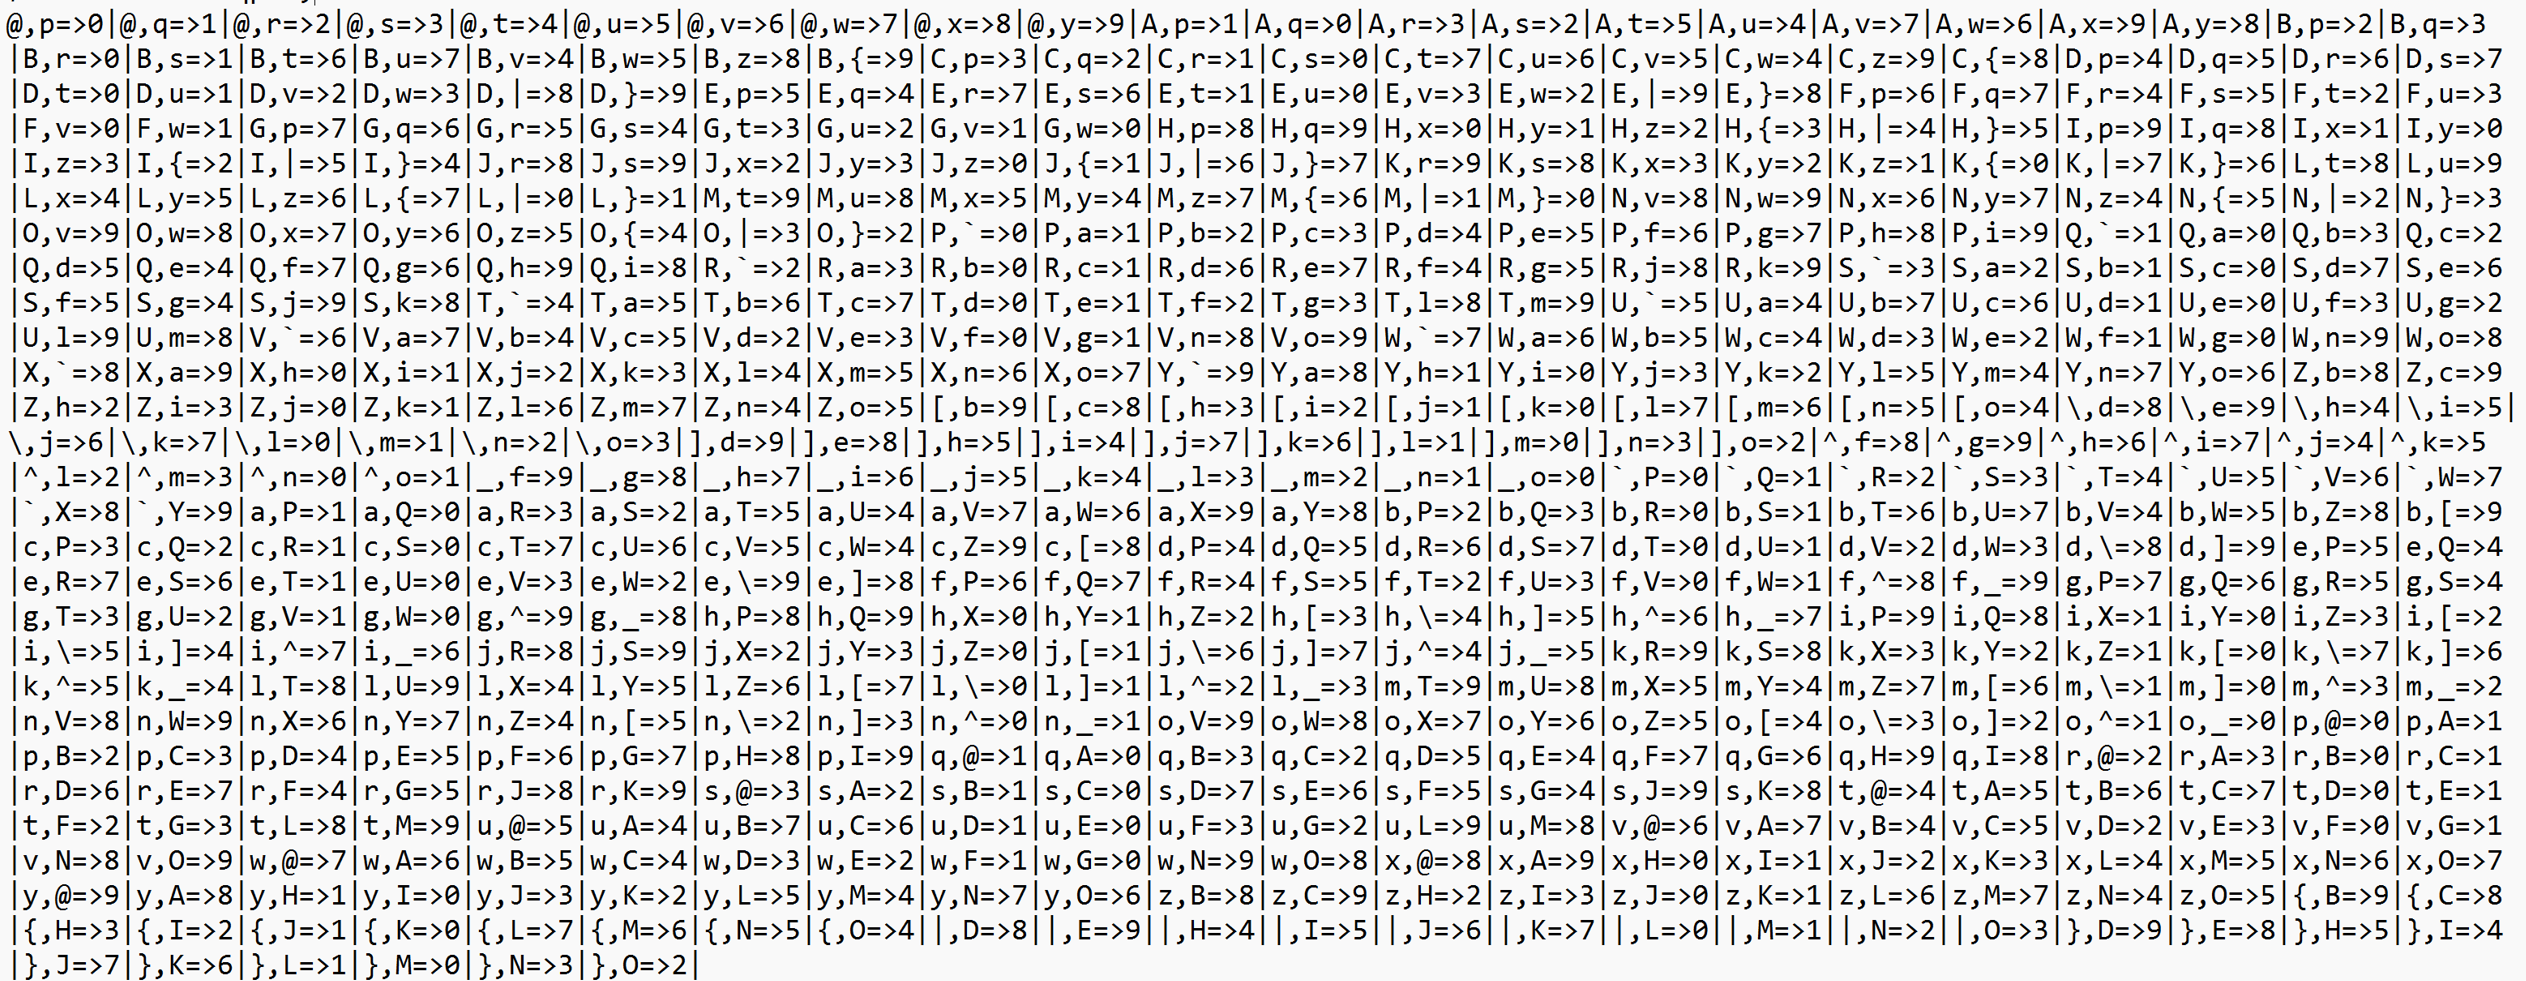 @,p=>0|@,q=>1|@,r=>2|@,s=>3|@,t=>4|@,u=>5|@,v=>6|@,w=>7|@,x=>8|@,y=>9|A,p=>1|A,q=>0|A,r=>3|A,s=>2|A,t=>5|A,u=>4|A,v=>7|A,w=>6|A,x=>9|A,y=>8|B,p=>2|B,q=>3
|B,r=>0|B,s=>1|B,t=>6|B,u=>7|B,v=>4|B,w=>5|B,z=>8|B,{=>9|C,p=>3|C,q=>2|C,r=>1|C,s=>0|C,t=>7|C,u=>6|C,v=>5|C,w=>4|C,z=>9|C,{=>8|D,p=>4|D,q=>5|D,r=>6|D,s=>7
|D,t=>0|D,u=>1|D,v=>2|D,w=>3|D,|=>8|D,}=>9|E,p=>5|E,q=>4|E,r=>7|E,s=>6|E,t=>1|E,u=>0|E,v=>3|E,w=>2|E,|=>9|E,}=>8|F,p=>6|F,q=>7|F,r=>4|F,s=>5|F,t=>2|F,u=>3
|F,v=>0|F,w=>1|G,p=>7|G,q=>6|G,r=>5|G,s=>4|G,t=>3|G,u=>2|G,v=>1|G,w=>0|H,p=>8|H,q=>9|H,x=>0|H,y=>1|H,z=>2|H,{=>3|H,|=>4|H,}=>5|I,p=>9|I,q=>8|I,x=>1|I,y=>0
|I,z=>3|I,{=>2|I,|=>5|I,}=>4|J,r=>8|J,s=>9|J,x=>2|J,y=>3|J,z=>0|J,{=>1|J,|=>6|J,}=>7|K,r=>9|K,s=>8|K,x=>3|K,y=>2|K,z=>1|K,{=>0|K,|=>7|K,}=>6|L,t=>8|L,u=>9
|L,x=>4|L,y=>5|L,z=>6|L,{=>7|L,|=>0|L,}=>1|M,t=>9|M,u=>8|M,x=>5|M,y=>4|M,z=>7|M,{=>6|M,|=>1|M,}=>0|N,v=>8|N,w=>9|N,x=>6|N,y=>7|N,z=>4|N,{=>5|N,|=>2|N,}=>3
|O,v=>9|O,w=>8|O,x=>7|O,y=>6|O,z=>5|O,{=>4|O,|=>3|O,}=>2|P,`=>0|P,a=>1|P,b=>2|P,c=>3|P,d=>4|P,e=>5|P,f=>6|P,g=>7|P,h=>8|P,i=>9|Q,`=>1|Q,a=>0|Q,b=>3|Q,c=>2
|Q,d=>5|Q,e=>4|Q,f=>7|Q,g=>6|Q,h=>9|Q,i=>8|R,`=>2|R,a=>3|R,b=>0|R,c=>1|R,d=>6|R,e=>7|R,f=>4|R,g=>5|R,j=>8|R,k=>9|S,`=>3|S,a=>2|S,b=>1|S,c=>0|S,d=>7|S,e=>6
|S,f=>5|S,g=>4|S,j=>9|S,k=>8|T,`=>4|T,a=>5|T,b=>6|T,c=>7|T,d=>0|T,e=>1|T,f=>2|T,g=>3|T,l=>8|T,m=>9|U,`=>5|U,a=>4|U,b=>7|U,c=>6|U,d=>1|U,e=>0|U,f=>3|U,g=>2
|U,l=>9|U,m=>8|V,`=>6|V,a=>7|V,b=>4|V,c=>5|V,d=>2|V,e=>3|V,f=>0|V,g=>1|V,n=>8|V,o=>9|W,`=>7|W,a=>6|W,b=>5|W,c=>4|W,d=>3|W,e=>2|W,f=>1|W,g=>0|W,n=>9|W,o=>8
|X,`=>8|X,a=>9|X,h=>0|X,i=>1|X,j=>2|X,k=>3|X,l=>4|X,m=>5|X,n=>6|X,o=>7|Y,`=>9|Y,a=>8|Y,h=>1|Y,i=>0|Y,j=>3|Y,k=>2|Y,l=>5|Y,m=>4|Y,n=>7|Y,o=>6|Z,b=>8|Z,c=>9
|Z,h=>2|Z,i=>3|Z,j=>0|Z,k=>1|Z,l=>6|Z,m=>7|Z,n=>4|Z,o=>5|[,b=>9|[,c=>8|[,h=>3|[,i=>2|[,j=>1|[,k=>0|[,l=>7|[,m=>6|[,n=>5|[,o=>4|\,d=>8|\,e=>9|\,h=>4|\,i=>5|
\,j=>6|\,k=>7|\,l=>0|\,m=>1|\,n=>2|\,o=>3|],d=>9|],e=>8|],h=>5|],i=>4|],j=>7|],k=>6|],l=>1|],m=>0|],n=>3|],o=>2|^,f=>8|^,g=>9|^,h=>6|^,i=>7|^,j=>4|^,k=>5
|^,l=>2|^,m=>3|^,n=>0|^,o=>1|_,f=>9|_,g=>8|_,h=>7|_,i=>6|_,j=>5|_,k=>4|_,l=>3|_,m=>2|_,n=>1|_,o=>0|`,P=>0|`,Q=>1|`,R=>2|`,S=>3|`,T=>4|`,U=>5|`,V=>6|`,W=>7
|`,X=>8|`,Y=>9|a,P=>1|a,Q=>0|a,R=>3|a,S=>2|a,T=>5|a,U=>4|a,V=>7|a,W=>6|a,X=>9|a,Y=>8|b,P=>2|b,Q=>3|b,R=>0|b,S=>1|b,T=>6|b,U=>7|b,V=>4|b,W=>5|b,Z=>8|b,[=>9
|c,P=>3|c,Q=>2|c,R=>1|c,S=>0|c,T=>7|c,U=>6|c,V=>5|c,W=>4|c,Z=>9|c,[=>8|d,P=>4|d,Q=>5|d,R=>6|d,S=>7|d,T=>0|d,U=>1|d,V=>2|d,W=>3|d,\=>8|d,]=>9|e,P=>5|e,Q=>4
|e,R=>7|e,S=>6|e,T=>1|e,U=>0|e,V=>3|e,W=>2|e,\=>9|e,]=>8|f,P=>6|f,Q=>7|f,R=>4|f,S=>5|f,T=>2|f,U=>3|f,V=>0|f,W=>1|f,^=>8|f,_=>9|g,P=>7|g,Q=>6|g,R=>5|g,S=>4
|g,T=>3|g,U=>2|g,V=>1|g,W=>0|g,^=>9|g,_=>8|h,P=>8|h,Q=>9|h,X=>0|h,Y=>1|h,Z=>2|h,[=>3|h,\=>4|h,]=>5|h,^=>6|h,_=>7|i,P=>9|i,Q=>8|i,X=>1|i,Y=>0|i,Z=>3|i,[=>2
|i,\=>5|i,]=>4|i,^=>7|i,_=>6|j,R=>8|j,S=>9|j,X=>2|j,Y=>3|j,Z=>0|j,[=>1|j,\=>6|j,]=>7|j,^=>4|j,_=>5|k,R=>9|k,S=>8|k,X=>3|k,Y=>2|k,Z=>1|k,[=>0|k,\=>7|k,]=>6
|k,^=>5|k,_=>4|l,T=>8|l,U=>9|l,X=>4|l,Y=>5|l,Z=>6|l,[=>7|l,\=>0|l,]=>1|l,^=>2|l,_=>3|m,T=>9|m,U=>8|m,X=>5|m,Y=>4|m,Z=>7|m,[=>6|m,\=>1|m,]=>0|m,^=>3|m,_=>2
|n,V=>8|n,W=>9|n,X=>6|n,Y=>7|n,Z=>4|n,[=>5|n,\=>2|n,]=>3|n,^=>0|n,_=>1|o,V=>9|o,W=>8|o,X=>7|o,Y=>6|o,Z=>5|o,[=>4|o,\=>3|o,]=>2|o,^=>1|o,_=>0|p,@=>0|p,A=>1
|p,B=>2|p,C=>3|p,D=>4|p,E=>5|p,F=>6|p,G=>7|p,H=>8|p,I=>9|q,@=>1|q,A=>0|q,B=>3|q,C=>2|q,D=>5|q,E=>4|q,F=>7|q,G=>6|q,H=>9|q,I=>8|r,@=>2|r,A=>3|r,B=>0|r,C=>1
|r,D=>6|r,E=>7|r,F=>4|r,G=>5|r,J=>8|r,K=>9|s,@=>3|s,A=>2|s,B=>1|s,C=>0|s,D=>7|s,E=>6|s,F=>5|s,G=>4|s,J=>9|s,K=>8|t,@=>4|t,A=>5|t,B=>6|t,C=>7|t,D=>0|t,E=>1
|t,F=>2|t,G=>3|t,L=>8|t,M=>9|u,@=>5|u,A=>4|u,B=>7|u,C=>6|u,D=>1|u,E=>0|u,F=>3|u,G=>2|u,L=>9|u,M=>8|v,@=>6|v,A=>7|v,B=>4|v,C=>5|v,D=>2|v,E=>3|v,F=>0|v,G=>1
|v,N=>8|v,O=>9|w,@=>7|w,A=>6|w,B=>5|w,C=>4|w,D=>3|w,E=>2|w,F=>1|w,G=>0|w,N=>9|w,O=>8|x,@=>8|x,A=>9|x,H=>0|x,I=>1|x,J=>2|x,K=>3|x,L=>4|x,M=>5|x,N=>6|x,O=>7
|y,@=>9|y,A=>8|y,H=>1|y,I=>0|y,J=>3|y,K=>2|y,L=>5|y,M=>4|y,N=>7|y,O=>6|z,B=>8|z,C=>9|z,H=>2|z,I=>3|z,J=>0|z,K=>1|z,L=>6|z,M=>7|z,N=>4|z,O=>5|{,B=>9|{,C=>8
|{,H=>3|{,I=>2|{,J=>1|{,K=>0|{,L=>7|{,M=>6|{,N=>5|{,O=>4||,D=>8||,E=>9||,H=>4||,I=>5||,J=>6||,K=>7||,L=>0||,M=>1||,N=>2||,O=>3|},D=>9|},E=>8|},H=>5|},I=>4
|},J=>7|},K=>6|},L=>1|},M=>0|},N=>3|},O=>2|